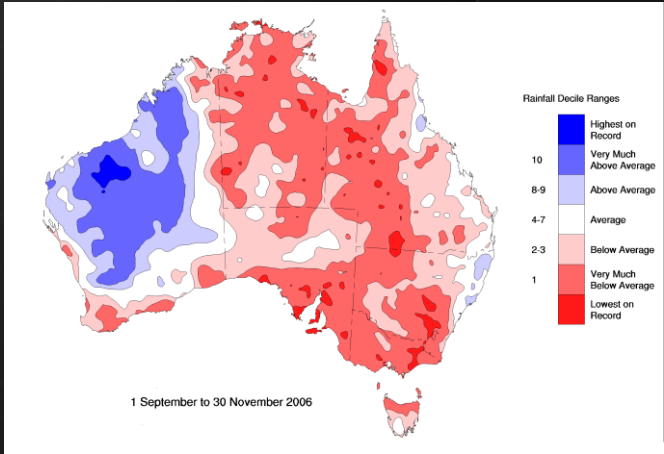 Rainfall Decile Ranges
Highest on
Record
10
Very Much
Above Average
8-9
Above Average
4-7
Average
2-3
Below Average
1
Very Much
Below Average
Lowest on
Record
1 September to 30 November 2006